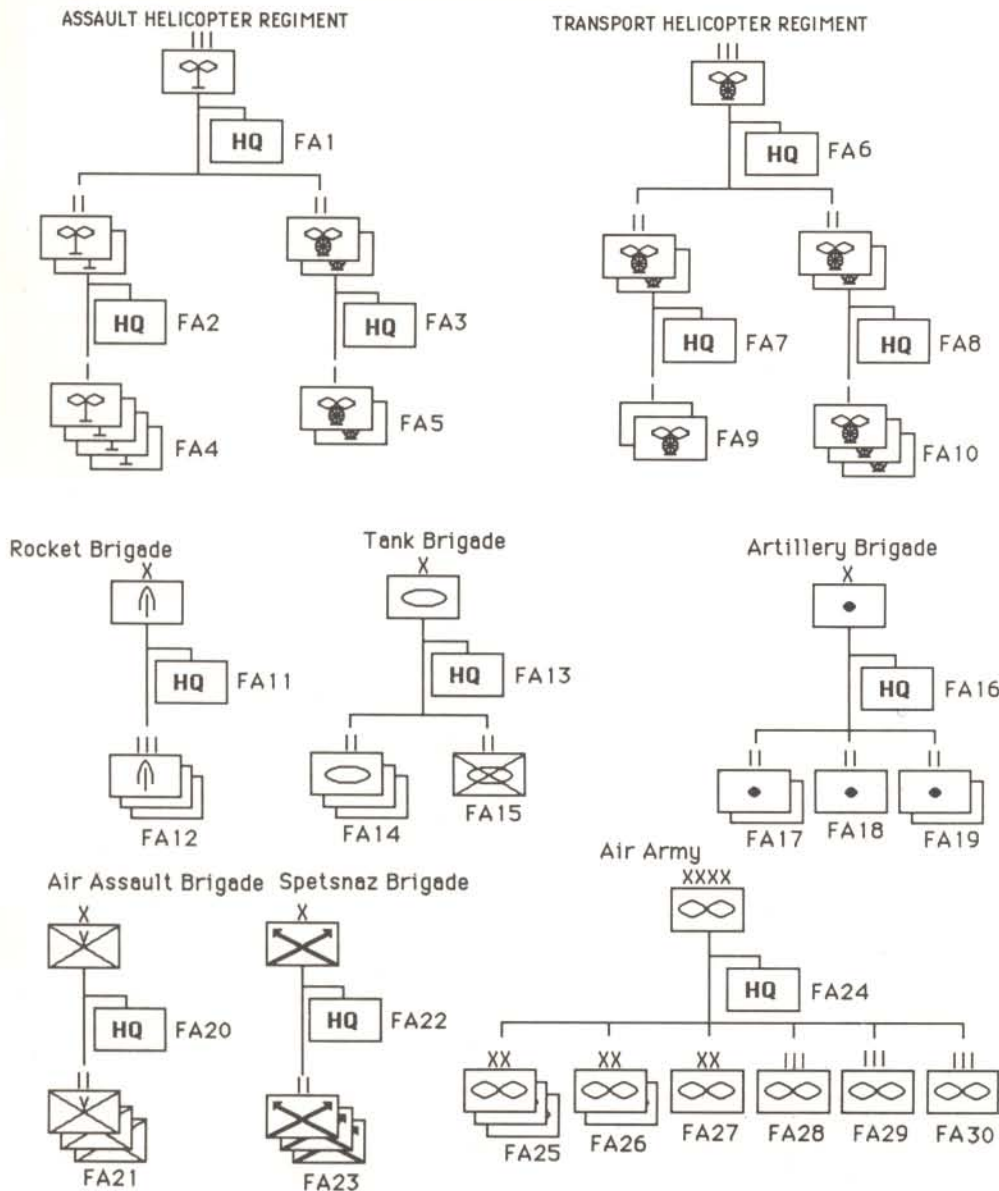 ASSAULT HELICOPTER REGIMENT
III
HQ FA1
II II
HQ FA2
HQ FA3
I I
FA4
FA5
TRANSPORT HELICOPTER REGIMENT
III
HQ FA6
II II
HQ FA7
HQ FA8
I I
FA9
FA10
Rocket Brigade
X
HQ FA11
III
FA12
Tank Brigade
X
HQ FA13
II II
FA14 FA15
Artillery Brigade
X
HQ FA16
II II II
FA17 FA18 FA19
Air Assault Brigade
X
V
HQ FA20
II
V
FA21
Spetsnaz Brigade
X
HQ FA22
II
FA23
Air Army
XXXX
HQ FA24
XX XX XX III III III
FA25 FA26 FA27 FA28 FA29 FA30